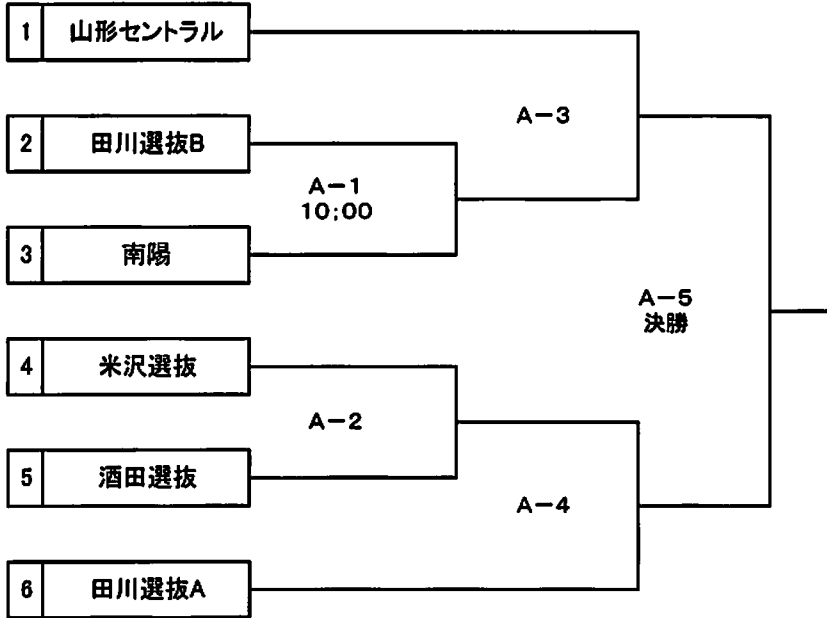 1 山形セントラル
A-3
2 田川選抜B
A-1
10;00
3 南陽
A-5
決勝
4 米沢選抜
A-2
5 酒田選抜
A-4
6 田川選抜A